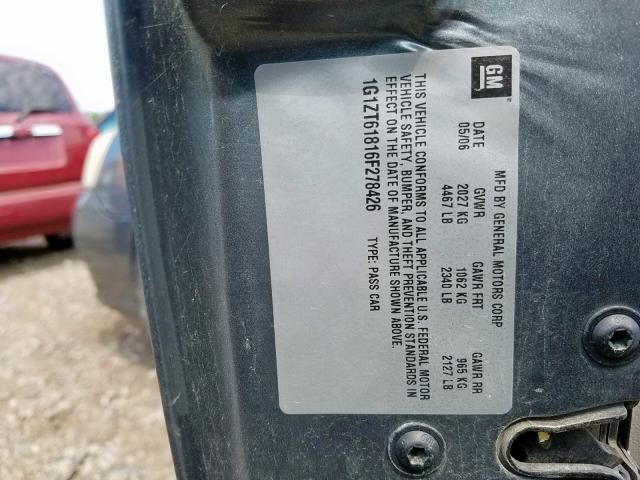 GM
MFD BY GENERAL MOTORS CORP
DATE GVWR GAWR FRT GAWR RR
05/06 2027 KG 1062 KG 965 KG
4467 LB 2340 LB 2127 LB
THIS VEHICLE CONFORMS TO ALL APPLICABLE U.S. FEDERAL MOTOR
VEHICLE SAFETY, BUMPER, AND THEFT PREVENTION STANDARDS IN
EFFECT ON THE DATE OF MANUFACTURE SHOWN ABOVE.
1G1ZT61816F278426 TYPE: PASS CAR